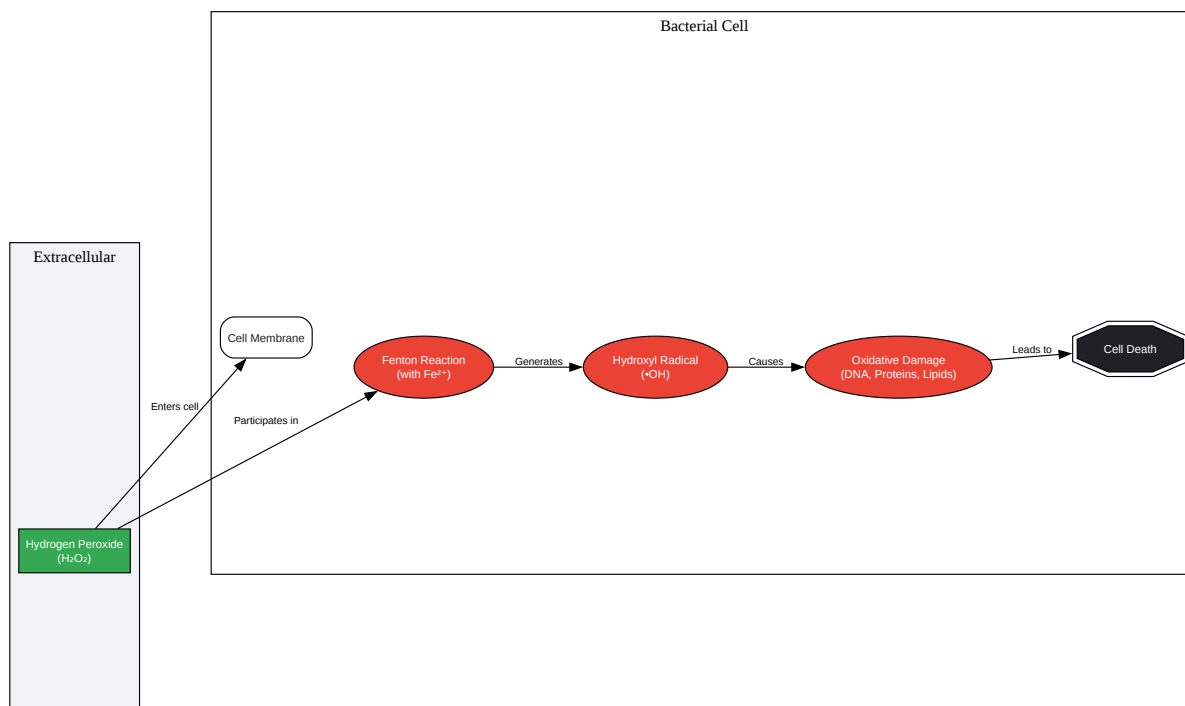 Bacterial Cell
Extracellular
Cell Membrane
Enters cell
Participates in
Hydrogen Peroxide
(H₂O₂)
Fenton Reaction
(with Fe²⁺)
Generates
Hydroxyl Radical
(•OH)
Causes
Oxidative Damage
(DNA, Proteins, Lipids)
Leads to
Cell Death